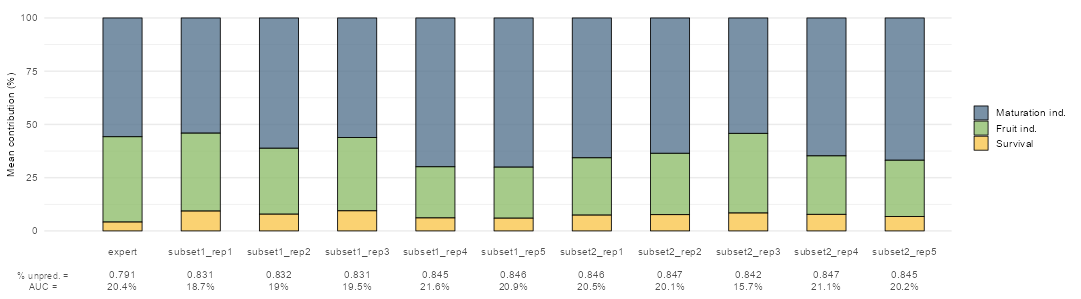 100
75
50
25
0
Mean contribution (%)
Maturation ind.
Fruit ind.
Survival
expert subset1_rep1 subset1_rep2 subset1_rep3 subset1_rep4 subset1_rep5 subset2_rep1 subset2_rep2 subset2_rep3 subset2_rep4 subset2_rep5
% unpred. = 0.791 0.831 0.832 0.831 0.845 0.846 0.846 0.847 0.842 0.847 0.845
AUC = 20.4% 18.7% 19% 19.5% 21.6% 20.9% 20.5% 20.1% 15.7% 21.1% 20.2%